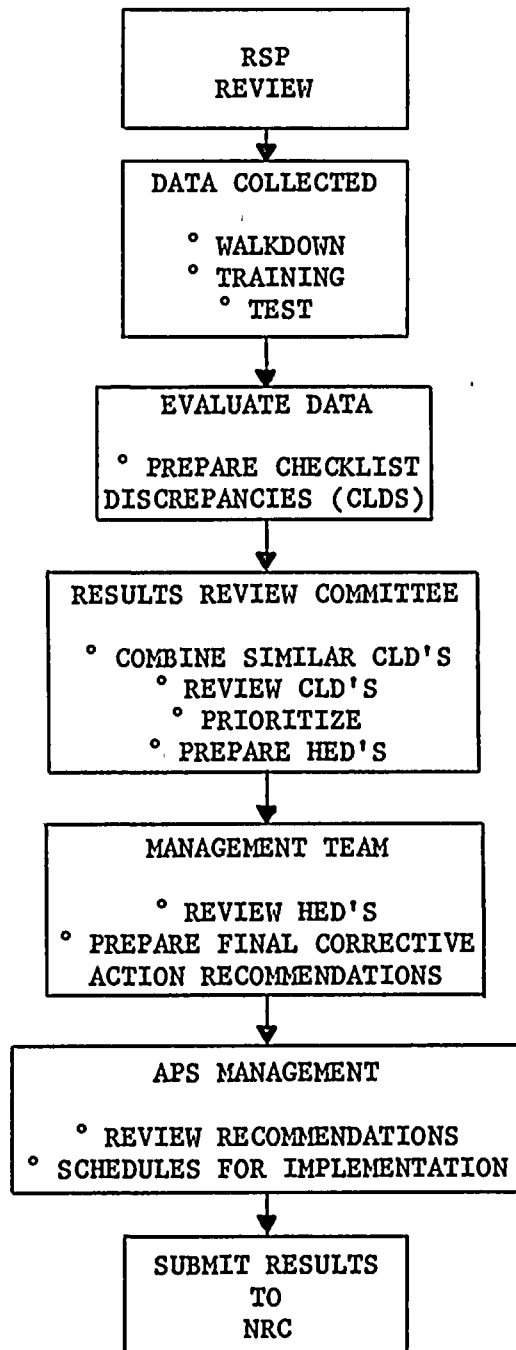 RSP
REVIEW
DATA COLLECTED
° WALKDOWN
° TRAINING
° TEST
EVALUATE DATA
° PREPARE CHECKLIST
DISCREPANCIES (CLDS)
RESULTS REVIEW COMMITTEE
° COMBINE SIMILAR CLD'S
° REVIEW CLD'S
° PRIORITIZE
° PREPARE HED'S
MANAGEMENT TEAM
° REVIEW HED'S
° PREPARE FINAL CORRECTIVE
ACTION RECOMMENDATIONS
APS MANAGEMENT
° REVIEW RECOMMENDATIONS
° SCHEDULES FOR IMPLEMENTATION
SUBMIT RESULTS
TO
NRC